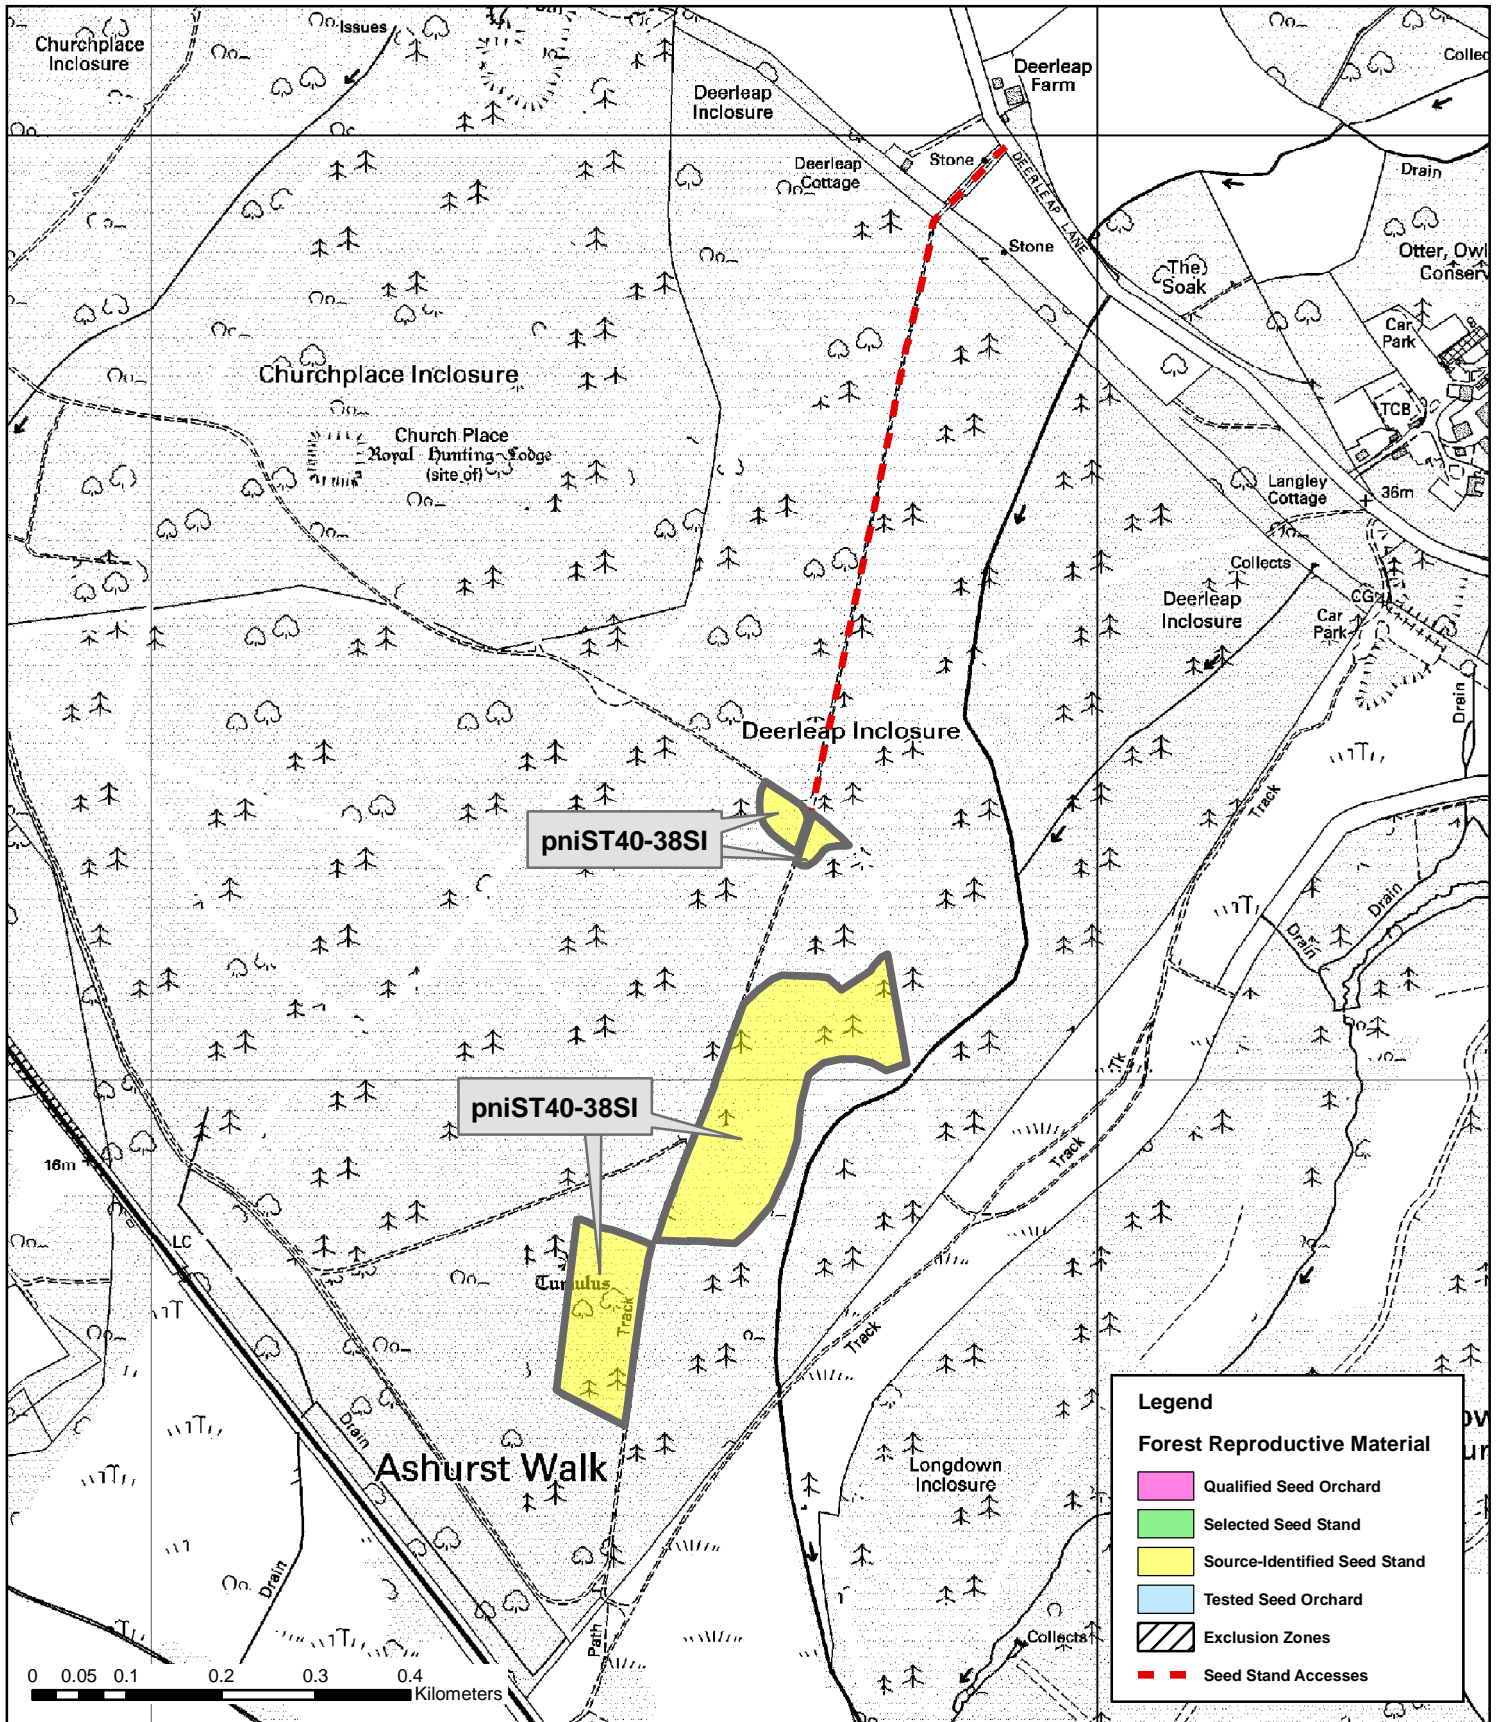 Issues
Churchplace
Inclosure
Deerleap
Inclosure
Deerleap
Farm
Stone
Deerleap
Cottage
DEERLEAP LANE
Drain
Stone
The
Soak
Car
Park
TCB
Churchplace Inclosure
Church Place
Royal Hunting Lodge
(site of)
Langley
Cottage
36m
Collects
CG
Deerleap
Inclosure
Car
Park
Drain
Deerleap Inclosure
Track
pniST40-38SI
Drain
Drain
Tk
pniST40-38SI
Track
16m
LC
Tumulus
Track
Track
Drain
Ashurst Walk
Longdown
Inclosure
Drain
Path
Collects
Legend
Forest Reproductive Material
Qualified Seed Orchard
Selected Seed Stand
Source-Identified Seed Stand
Tested Seed Orchard
Exclusion Zones
Seed Stand Accesses
0 0.05 0.1 0.2 0.3 0.4
Kilometers